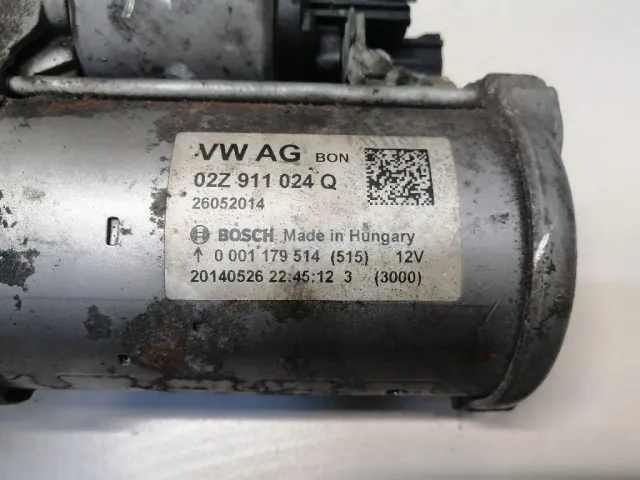 VW AG BON
02Z 911 024 Q
26052014
BOSCH Made in Hungary
↑ 0 001 179 514 (515) 12V
20140526 22:45:12 3 (3000)